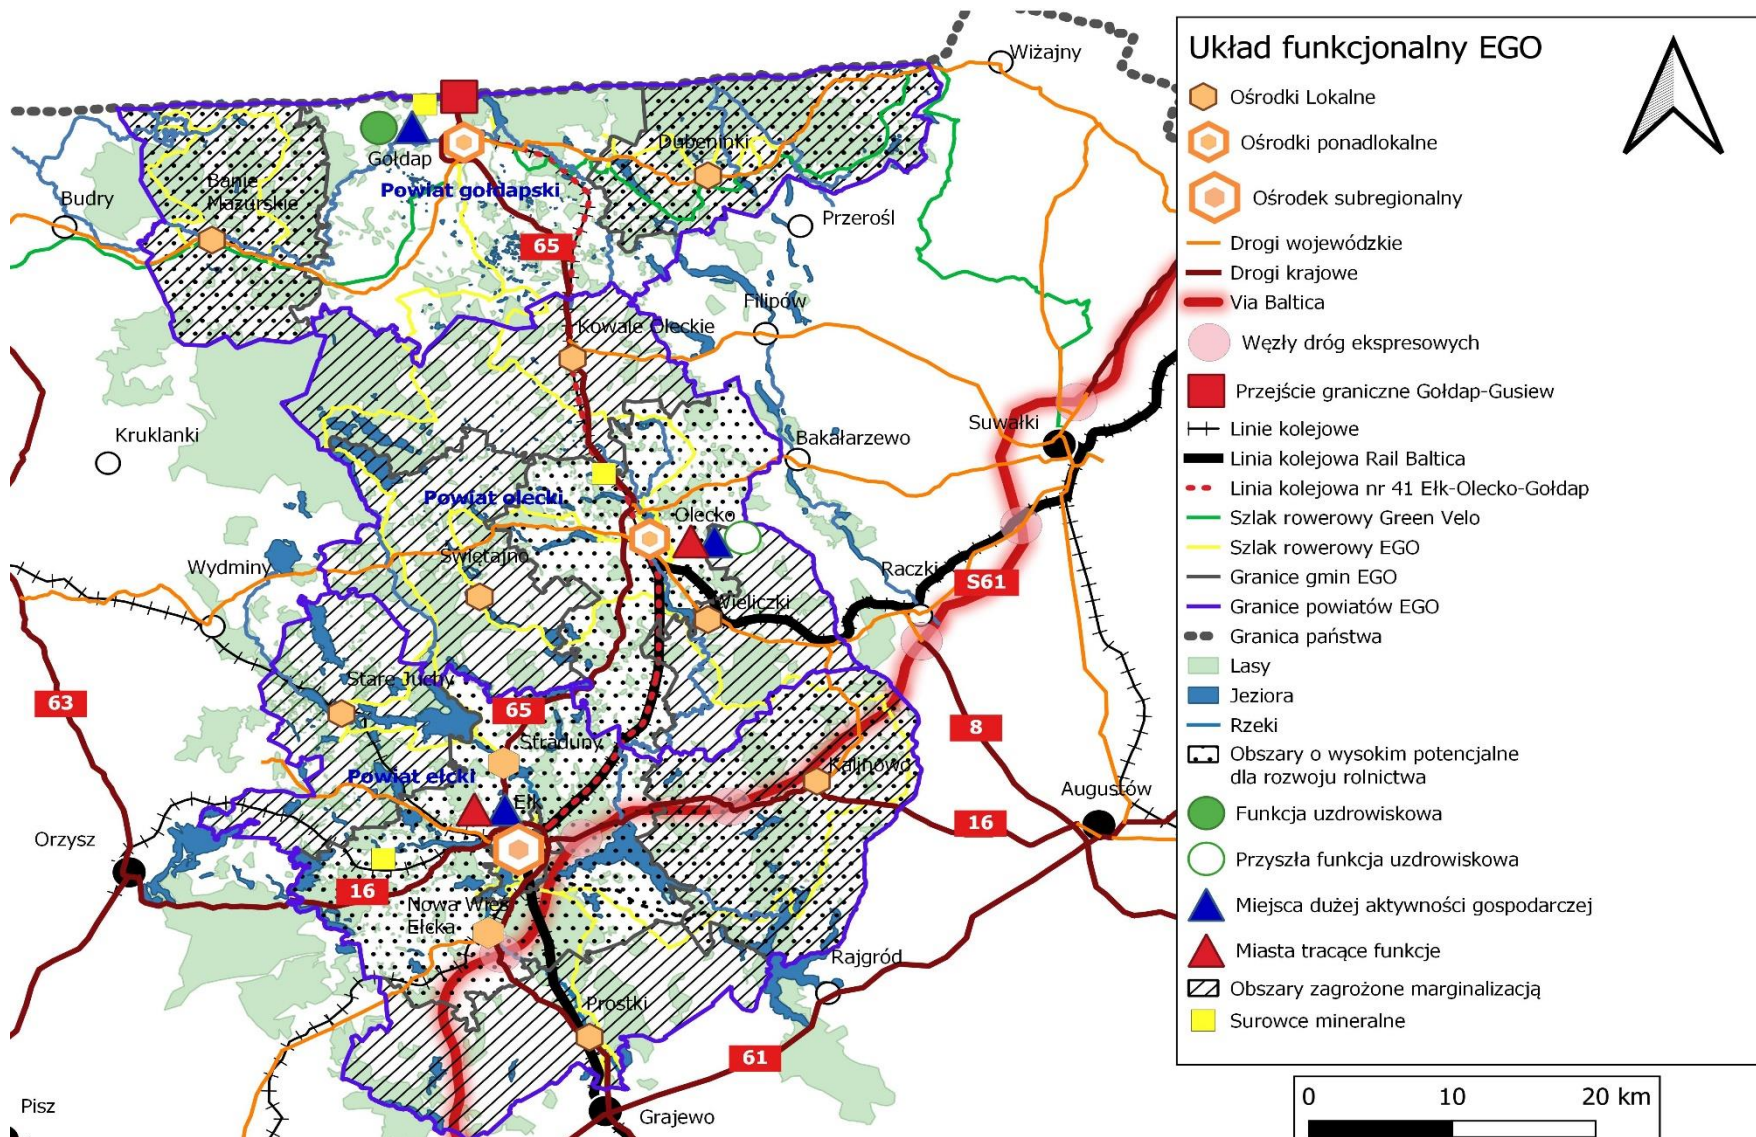 Wiżajny
Gołdap
Dubeninki
Powiat gołdapski
Banie
Mazurskie
Budry
Przerośl
65
Filipów
Kowale Oleckie
Kruklanki
Suwałki
Bakałarzewo
Powiat olecki
Olecko
Świętajno
Wydminy
Raczki
S61
Wieliczki
Stare Juchy
63
65
8
Straduny
Kalinowo
Powiat ełcki
Augustów
Ełk
16
Orzysz
16
Nowa Wieś
Ełcka
Rajgród
Prostki
61
Pisz
Grajewo
Układ funkcjonalny EGO
Ośrodki Lokalne
Ośrodki ponadlokalne
Ośrodek subregionalny
Drogi wojewódzkie
Drogi krajowe
Via Baltica
Węzły dróg ekspresowych
Przejście graniczne Gołdap-Gusiew
Linie kolejowe
Linia kolejowa Rail Baltica
Linia kolejowa nr 41 Ełk-Olecko-Gołdap
Szlak rowerowy Green Velo
Szlak rowerowy EGO
Granice gmin EGO
Granice powiatów EGO
Granica państwa
Lasy
Jeziora
Rzeki
Obszary o wysokim potencjalne
dla rozwoju rolnictwa
Funkcja uzdrowiskowa
Przyszła funkcja uzdrowiskowa
Miejsca dużej aktywności gospodarczej
Miasta tracące funkcje
Obszary zagrożone marginalizacją
Surowce mineralne
0 10 20 km